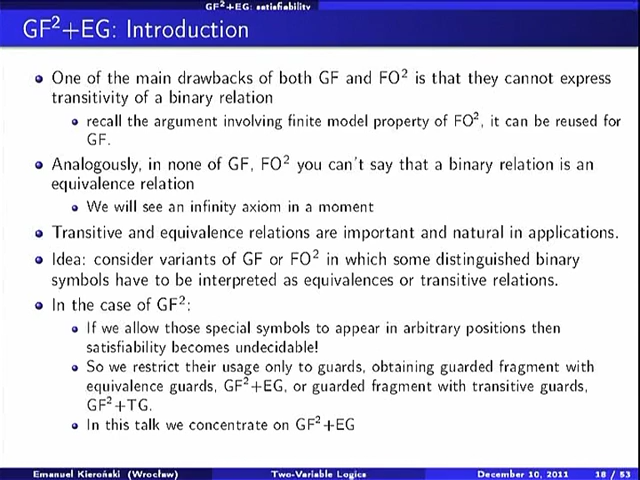 GF²+EG: satisfiability
GF²+EG: Introduction
One of the main drawbacks of both GF and FO² is that they cannot express
transitivity of a binary relation
recall the argument involving finite model property of FO², it can be reused for
GF.
Analogously, in none of GF, FO² you can't say that a binary relation is an
equivalence relation
We will see an infinity axiom in a moment
Transitive and equivalence relations are important and natural in applications.
Idea: consider variants of GF or FO² in which some distinguished binary
symbols have to be interpreted as equivalences or transitive relations.
In the case of GF²:
If we allow those special symbols to appear in arbitrary positions then
satisfiability becomes undecidable!
So we restrict their usage only to guards, obtaining guarded fragment with
equivalence guards, GF²+EG, or guarded fragment with transitive guards,
GF²+TG.
In this talk we concentrate on GF²+EG
Emanuel Kieroński (Wrocław) Two-Variable Logics December 10, 2011 18 / 53